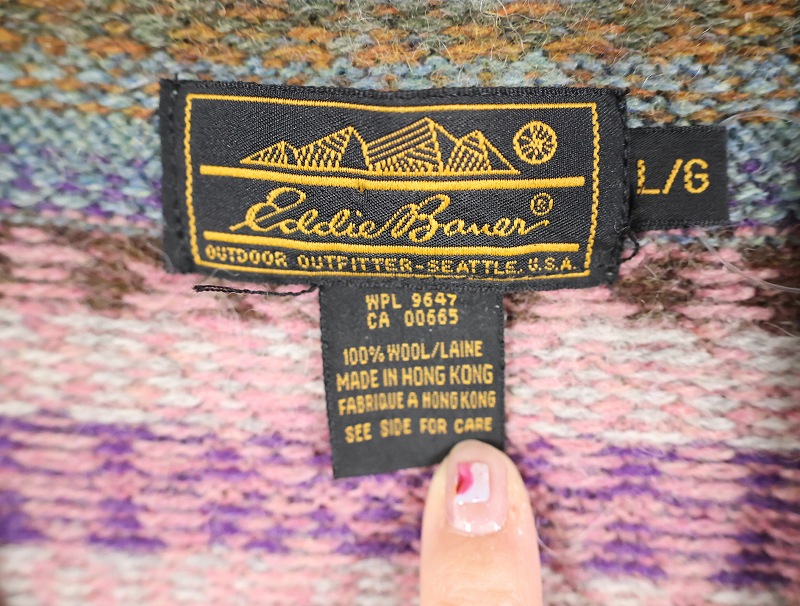 Eddie Bauer®
OUTDOOR OUTFITTER-SEATTLE, U.S.A.
L/G
WPL 9647
CA 00665
100% WOOL/LAINE
MADE IN HONG KONG
FABRIQUE A HONG KONG
SEE SIDE FOR CARE